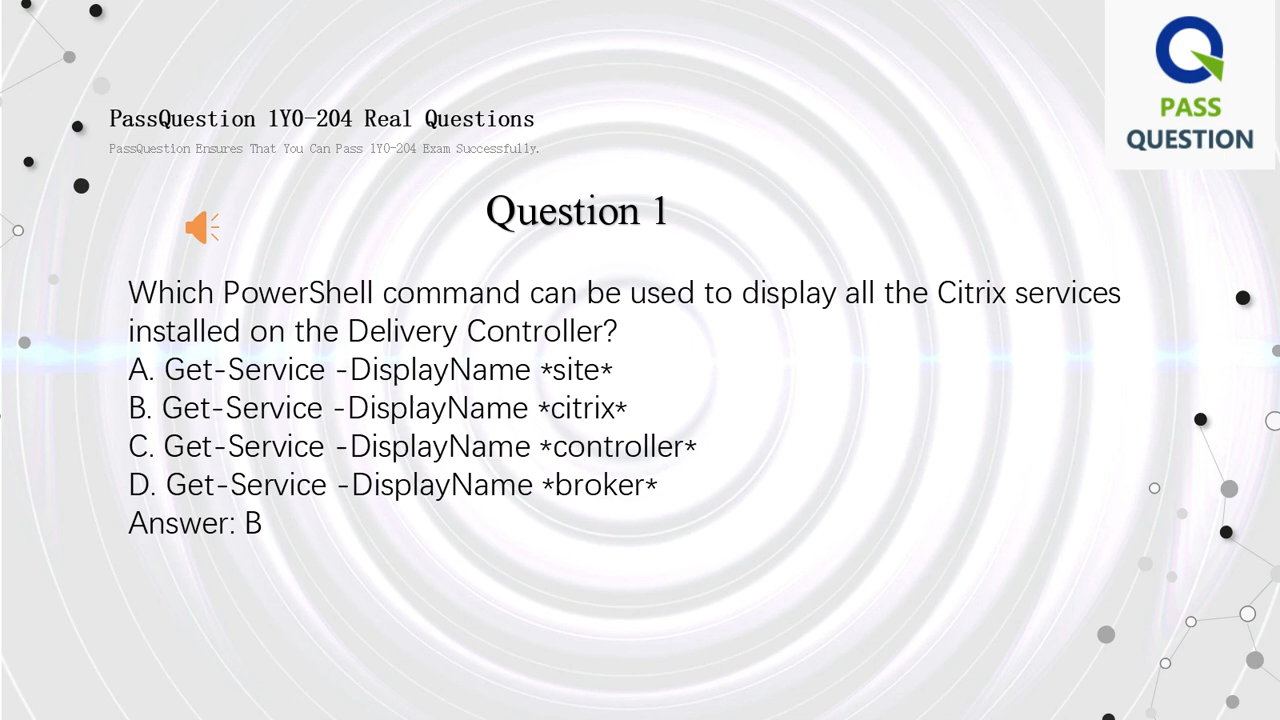 PASS
QUESTION
PassQuestion 1Y0-204 Real Questions
PassQuestion Ensures That You Can Pass 1Y0-204 Exam Successfully.
Question 1
Which PowerShell command can be used to display all the Citrix services
installed on the Delivery Controller?
A. Get-Service -DisplayName *site*
B. Get-Service -DisplayName *citrix*
C. Get-Service -DisplayName *controller*
D. Get-Service -DisplayName *broker*
Answer: B